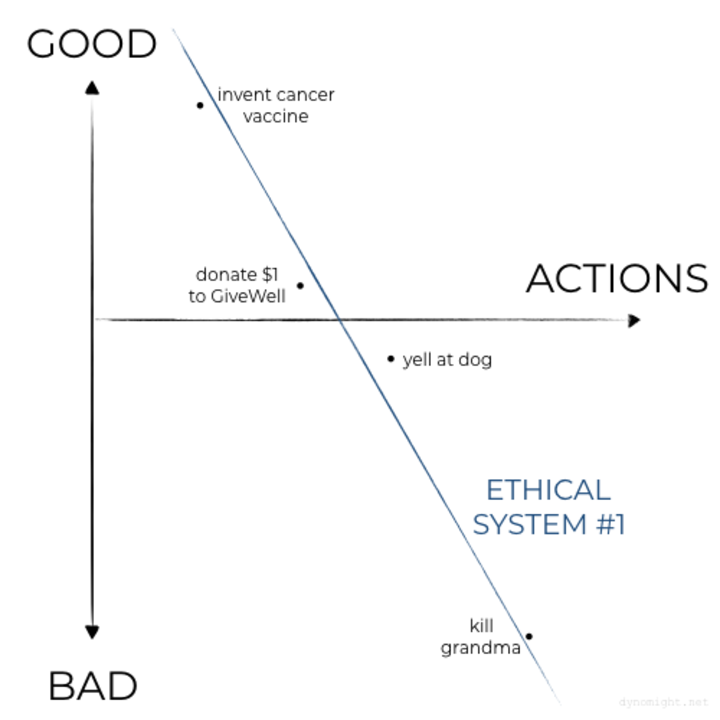 GOOD
invent cancer
vaccine
donate $1
to GiveWell
ACTIONS
yell at dog
ETHICAL
SYSTEM #1
kill
grandma
BAD
dynomight.net